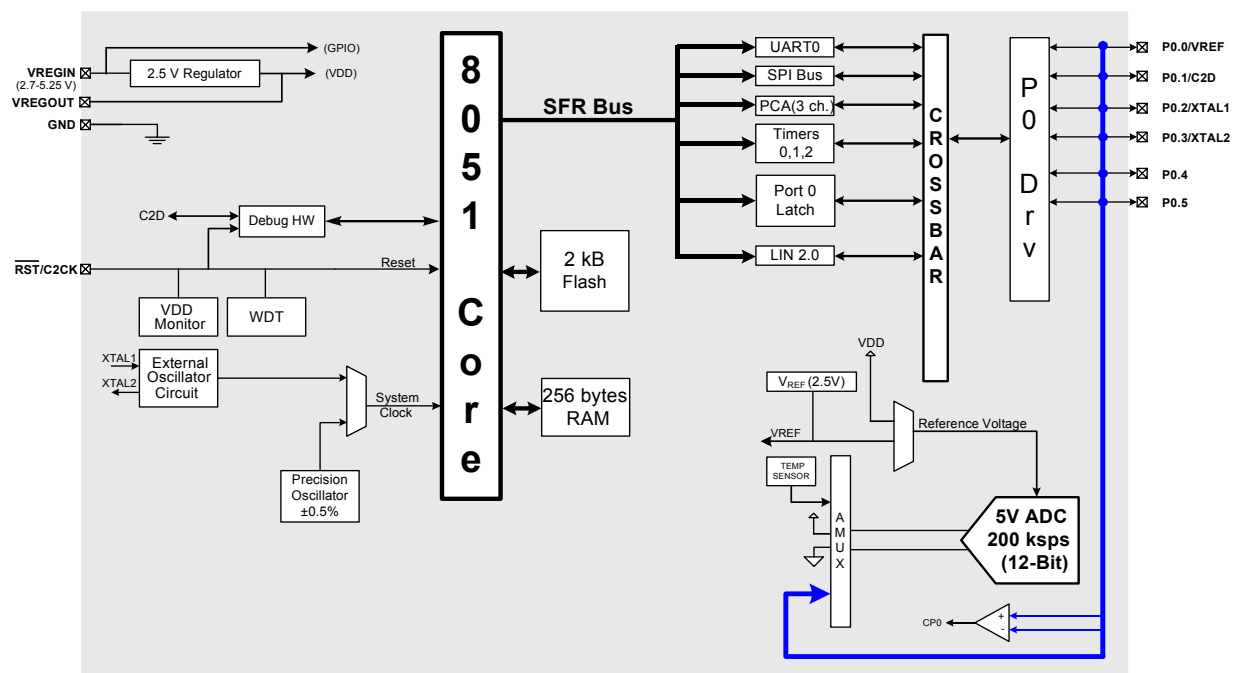 (GPIO)
VREGIN
(2.7-5.25 V)
2.5 V Regulator
(VDD)
VREGOUT
GND
C2D
Debug HW
RST/C2CK
Reset
VDD
Monitor
WDT
XTAL1
XTAL2
External
Oscillator
Circuit
System
Clock
Precision
Oscillator
±0.5%
8051 Core
2 kB
Flash
256 bytes
RAM
SFR Bus
UART0
SPI Bus
PCA(3 ch.)
Timers
0,1,2
Port 0
Latch
LIN 2.0
CROSSBAR
P0 Drv
P0.0/VREF
P0.1/C2D
P0.2/XTAL1
P0.3/XTAL2
P0.4
P0.5
VDD
VREF (2.5V)
VREF
Reference Voltage
TEMP
SENSOR
AMUX
5V ADC
200 ksps
(12-Bit)
CP0
+
-